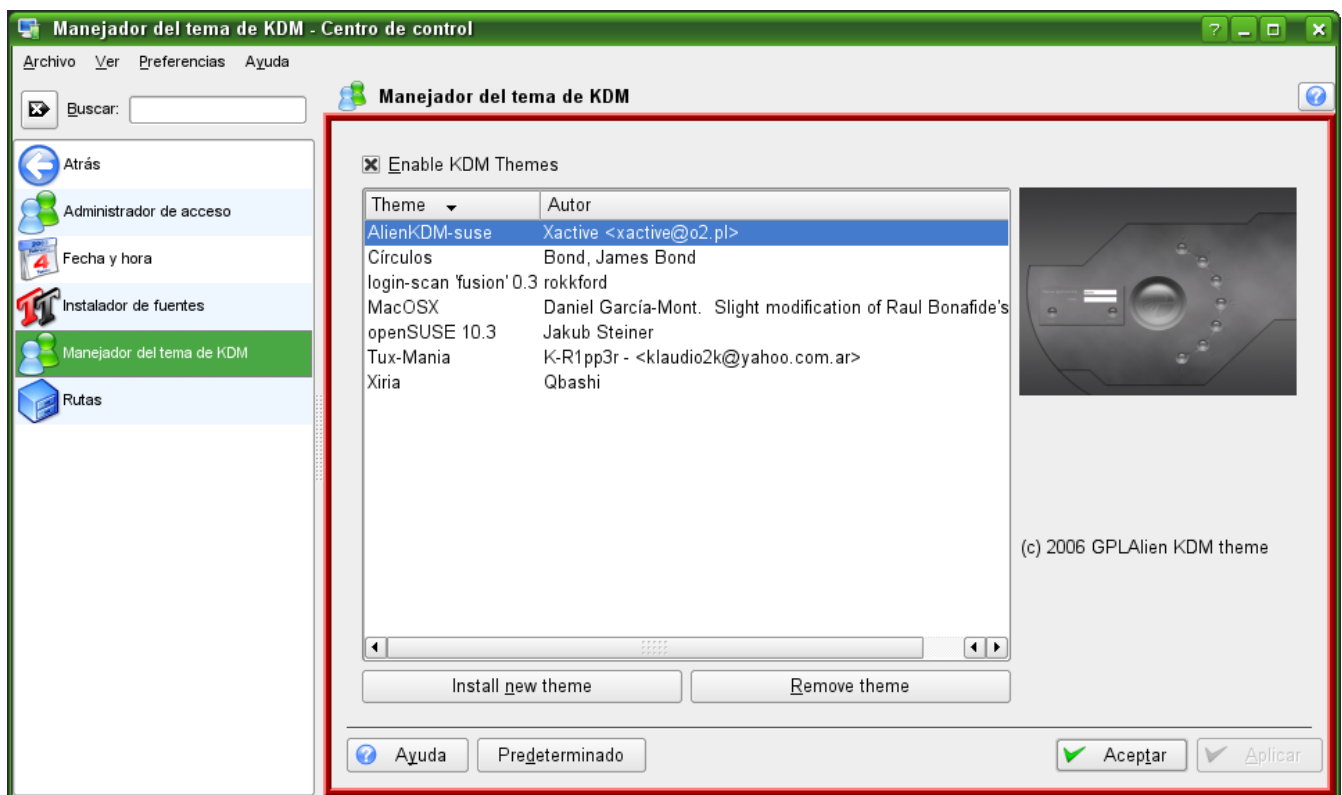 Manejador del tema de KDM - Centro de control
Archivo Ver Preferencias Ayuda
Buscar:
Manejador del tema de KDM
Atrás
Administrador de acceso
Fecha y hora
Instalador de fuentes
Manejador del tema de KDM
Rutas
Enable KDM Themes
Theme Autor
AlienKDM-suse Xactive <xactive@o2.pl>
Círculos Bond, James Bond
login-scan 'fusion' 0.3 rokkford
MacOSX Daniel García-Mont. Slight modification of Raul Bonafide's
openSUSE 10.3 Jakub Steiner
Tux-Mania K-R1pp3r - <klaudio2k@yahoo.com.ar>
Xiria Qbashi
(c) 2006 GPLAlien KDM theme
Install new theme Remove theme
Ayuda Predeterminado Aceptar Aplicar